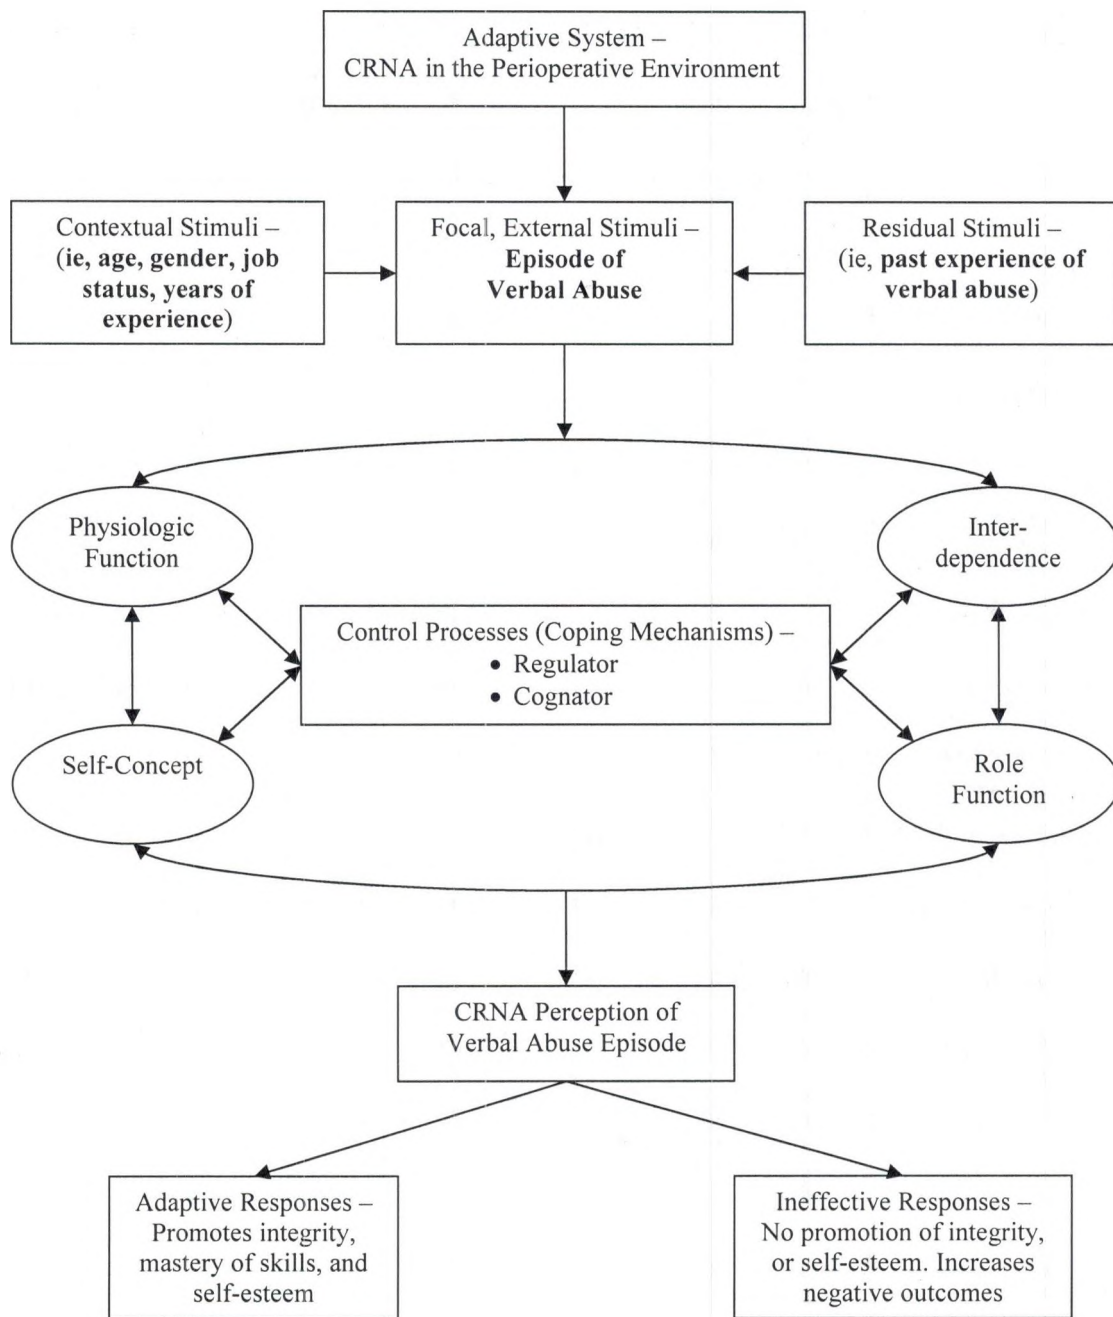 Adaptive System –
CRNA in the Perioperative Environment
Contextual Stimuli –
(ie, age, gender, job
status, years of
experience)
Focal, External Stimuli –
Episode of
Verbal Abuse
Residual Stimuli –
(ie, past experience of
verbal abuse)
Physiologic
Function
Inter-
dependence
Control Processes (Coping Mechanisms) –
• Regulator
• Cognator
Self-Concept
Role
Function
CRNA Perception of
Verbal Abuse Episode
Adaptive Responses –
Promotes integrity,
mastery of skills, and
self-esteem
Ineffective Responses –
No promotion of integrity,
or self-esteem. Increases
negative outcomes